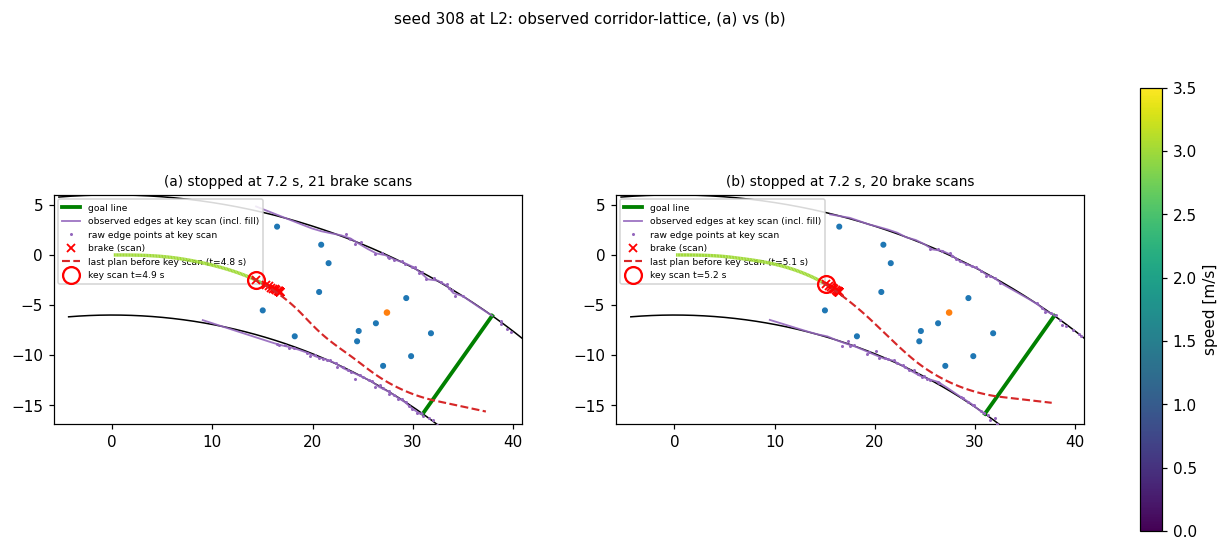 seed 308 at L2: observed corridor-lattice, (a) vs (b)
(a) stopped at 7.2 s, 21 brake scans
goal line
observed edges at key scan (incl. fill)
raw edge points at key scan
brake (scan)
last plan before key scan (t=4.8 s)
key scan t=4.9 s
5
0
−5
−10
−15
0
10
20
30
40
(b) stopped at 7.2 s, 20 brake scans
goal line
observed edges at key scan (incl. fill)
raw edge points at key scan
brake (scan)
last plan before key scan (t=5.1 s)
key scan t=5.2 s
5
0
−5
−10
−15
0
10
20
30
40
3.5
3.0
2.5
2.0
1.5
1.0
0.5
0.0
speed [m/s]